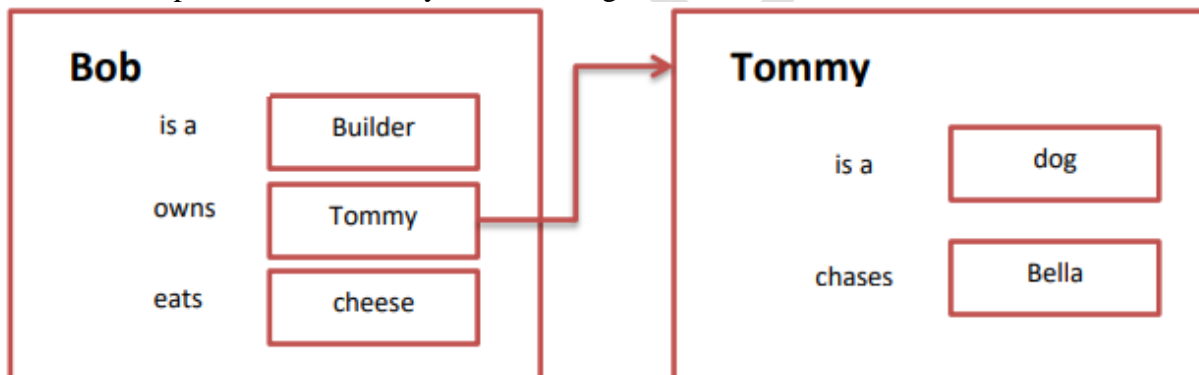 Bob
is a Builder
owns Tommy
eats cheese
Tommy
is a dog
chases Bella